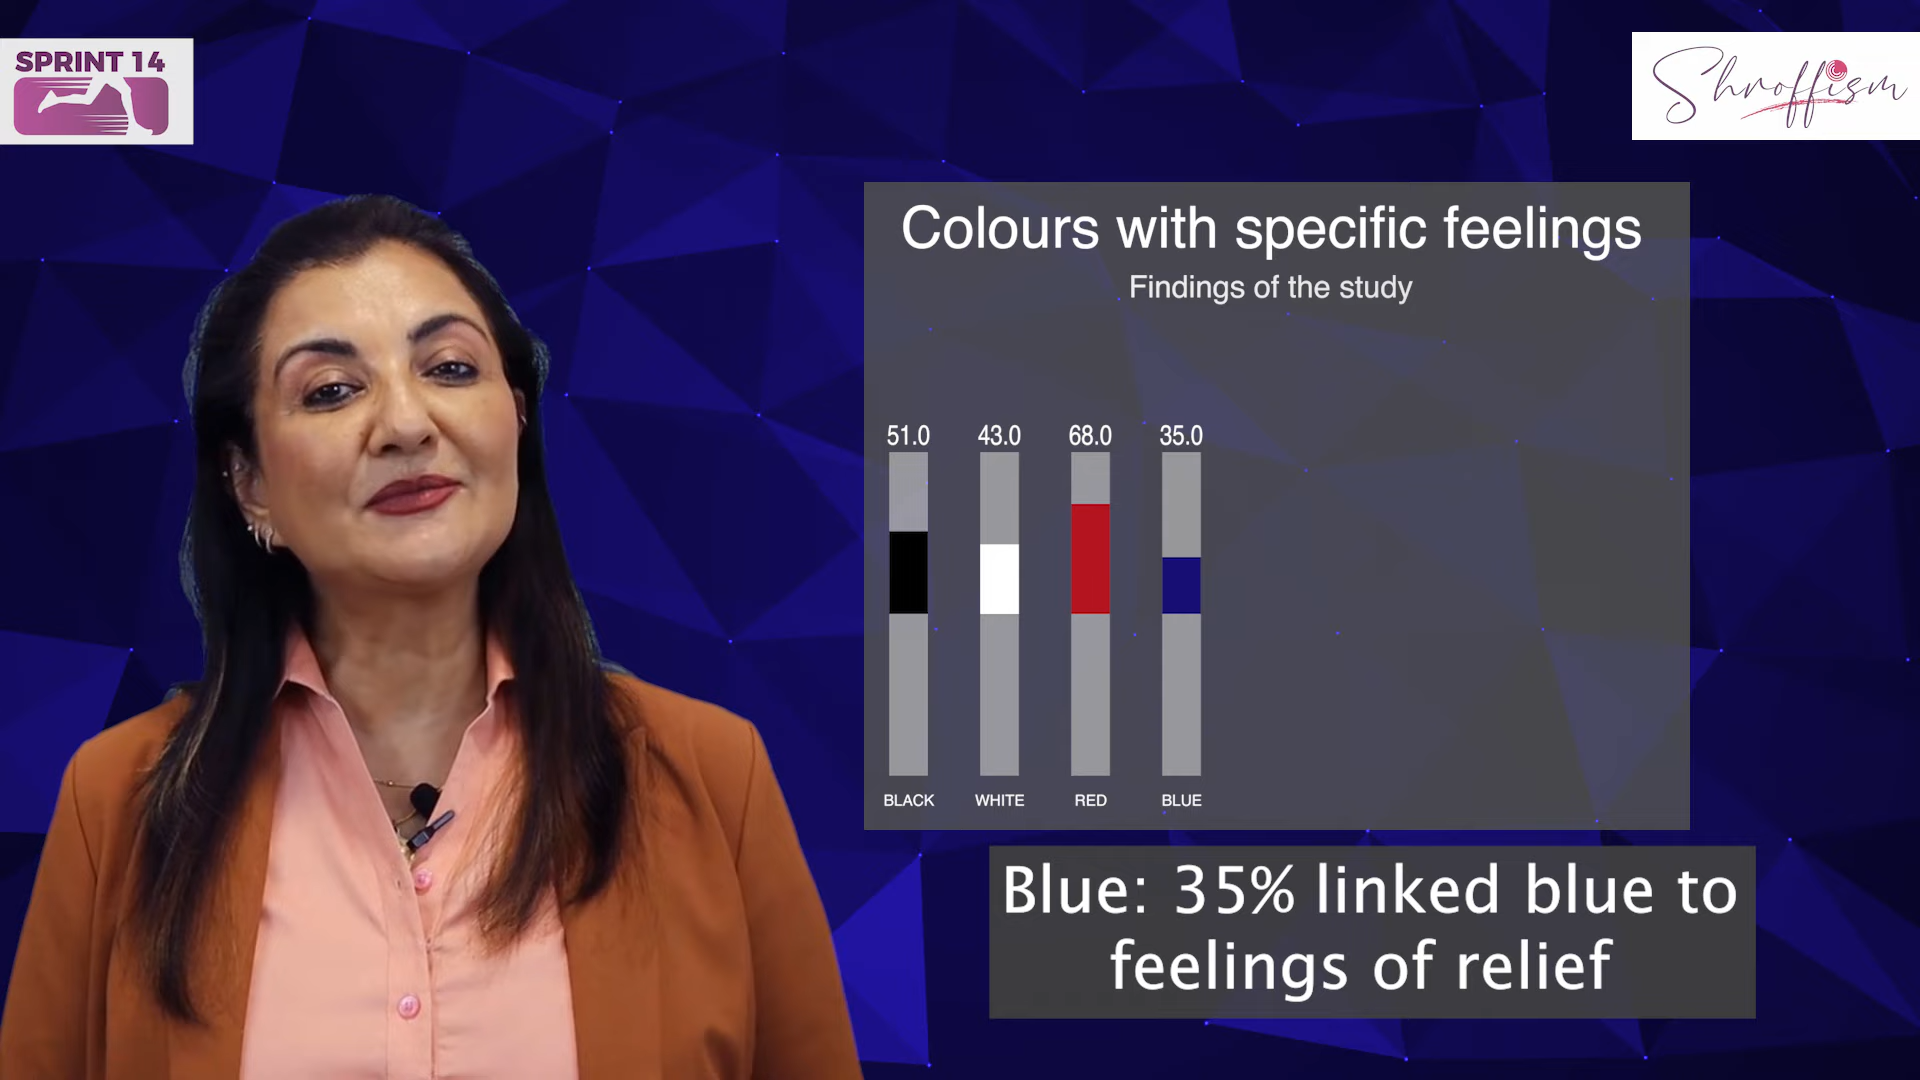 SPRINT 14
Shroffism
Colours with specific feelings
Findings of the study
51.0 43.0 68.0 35.0
BLACK WHITE RED BLUE
Blue: 35% linked blue to
feelings of relief